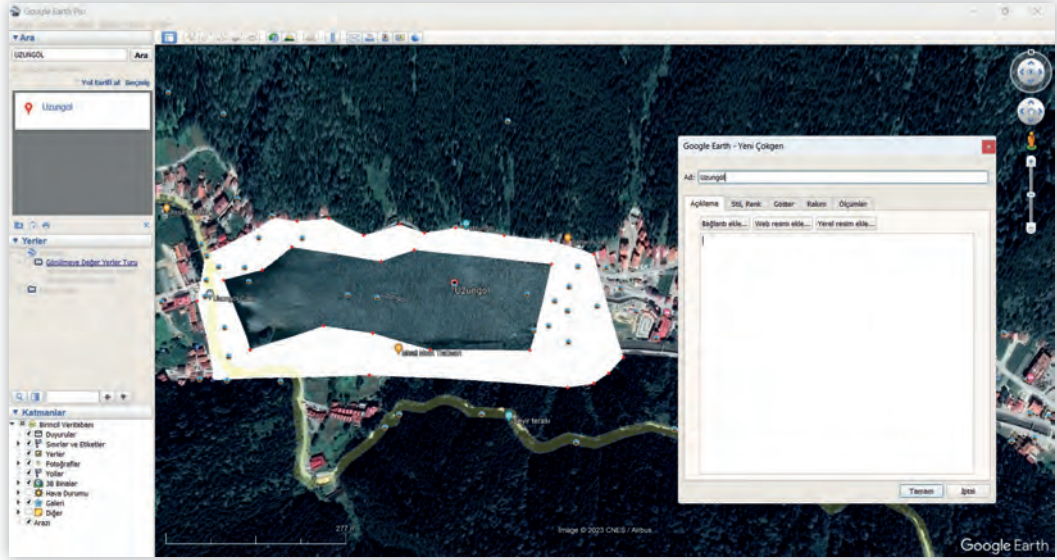 Google Earth Pro
Ara
UZUNGÖL
Ara
Yol tarifi al Geçmiş
Uzungol
Yerler
Görülmeye Değer Yerler Turu
Katmanlar
Birincil Veritabanı
Duyurular
Sınırlar ve Etiketler
Yerler
Fotoğraflar
Yollar
3B Binalar
Hava Durumu
Galeri
Diğer
Arazi
Uzungol
277 m
Image © 2023 CNES / Airbus
Google Earth
Google Earth - Yeni Çokgen
Ad: Uzungöl
Açıklama Stil, Renk Göster Rakım Ölçümler
Bağlantı ekle... Web resmi ekle... Yerel resim ekle...
Tamam İptal